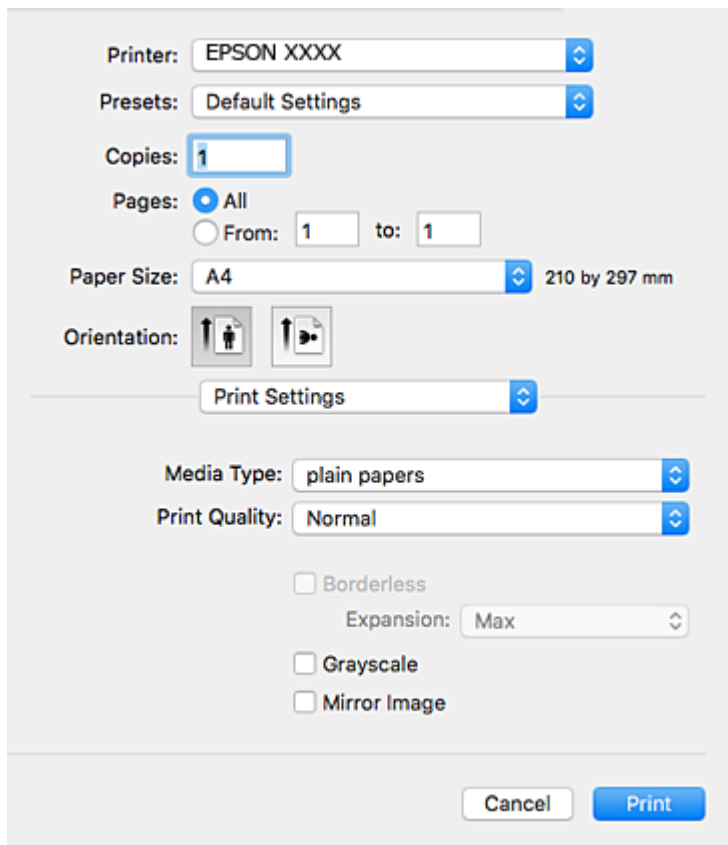 Printer: EPSON XXXX
Presets: Default Settings
Copies: 1
Pages: All
From: 1 to: 1
Paper Size: A4 210 by 297 mm
Orientation:
Print Settings
Media Type: plain papers
Print Quality: Normal
Borderless
Expansion: Max
Grayscale
Mirror Image
Cancel Print